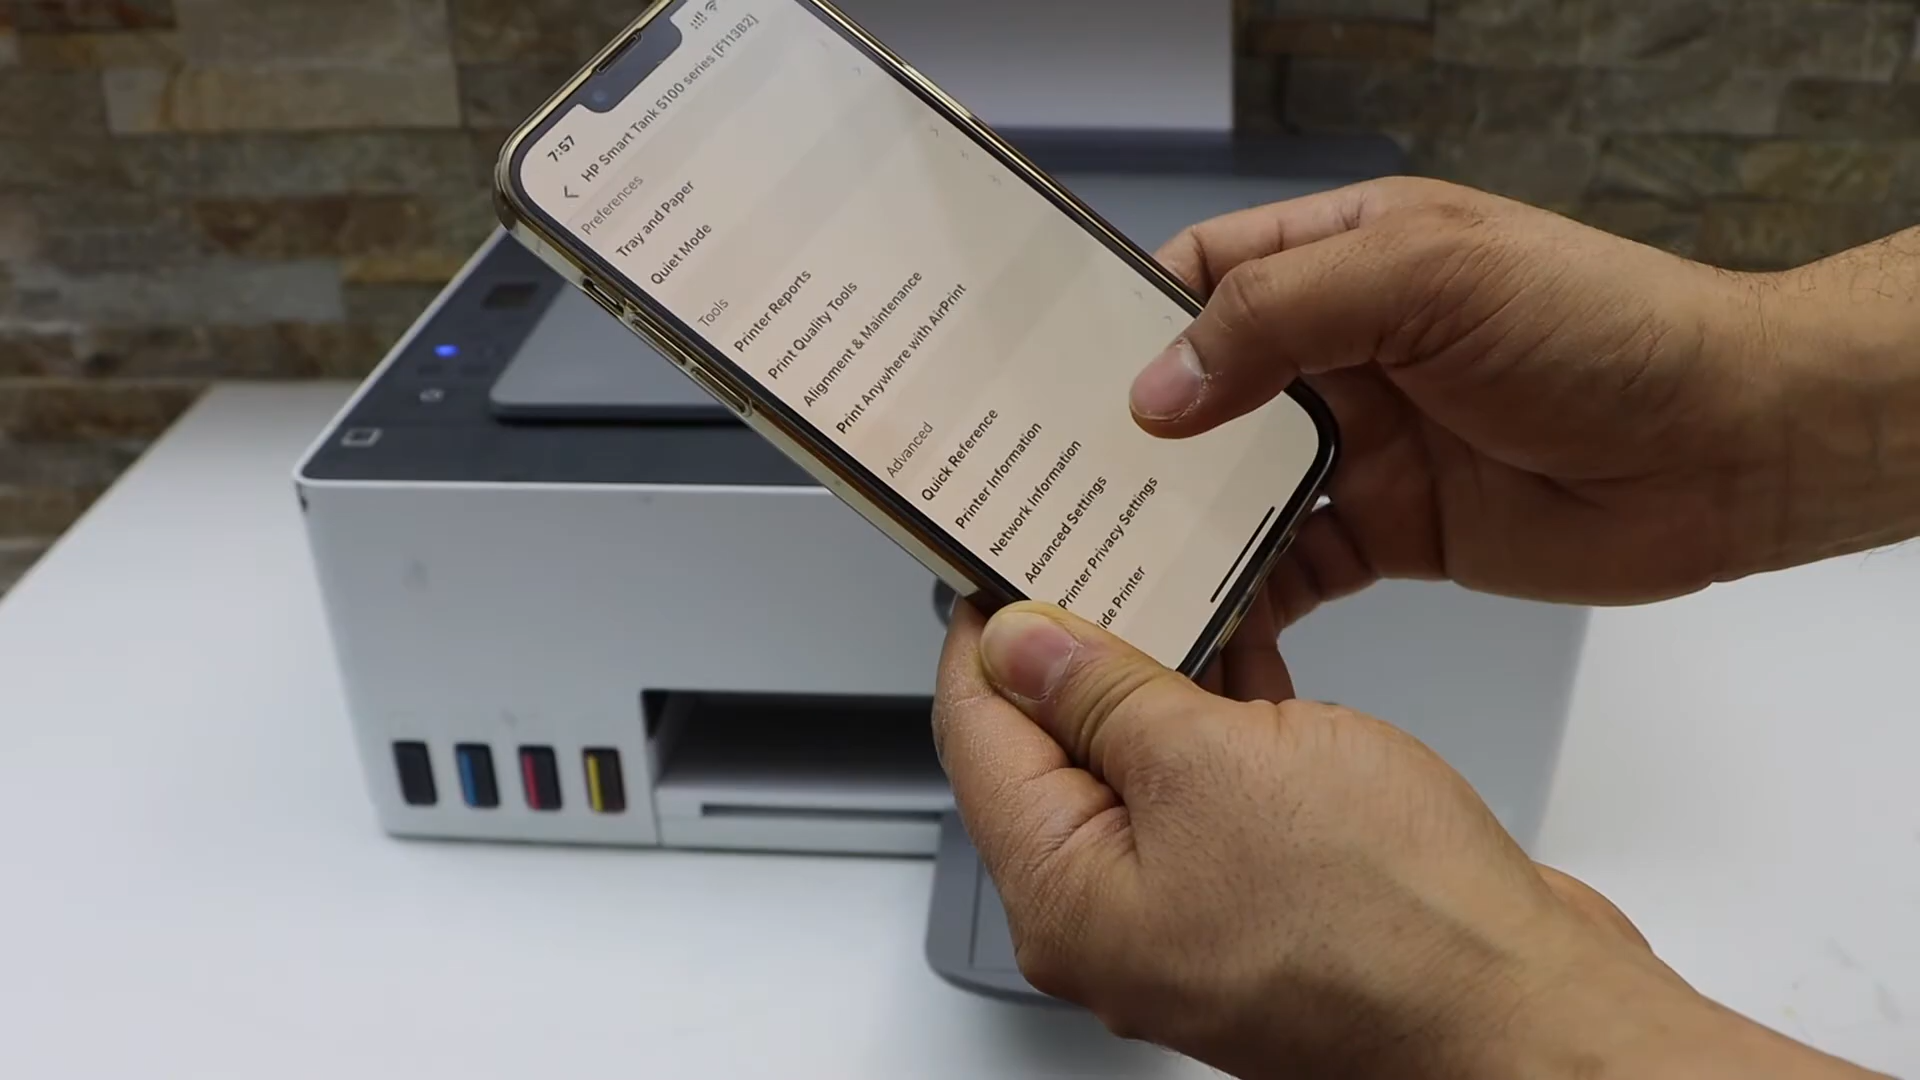 7:57
HP Smart Tank 5100 series [F113B2]
Preferences
Tray and Paper
Quiet Mode
Tools
Printer Reports
Print Quality Tools
Alignment & Maintenance
Print Anywhere with AirPrint
Advanced
Quick Reference
Printer Information
Network Information
Advanced Settings
Printer Privacy Settings
ide Printer